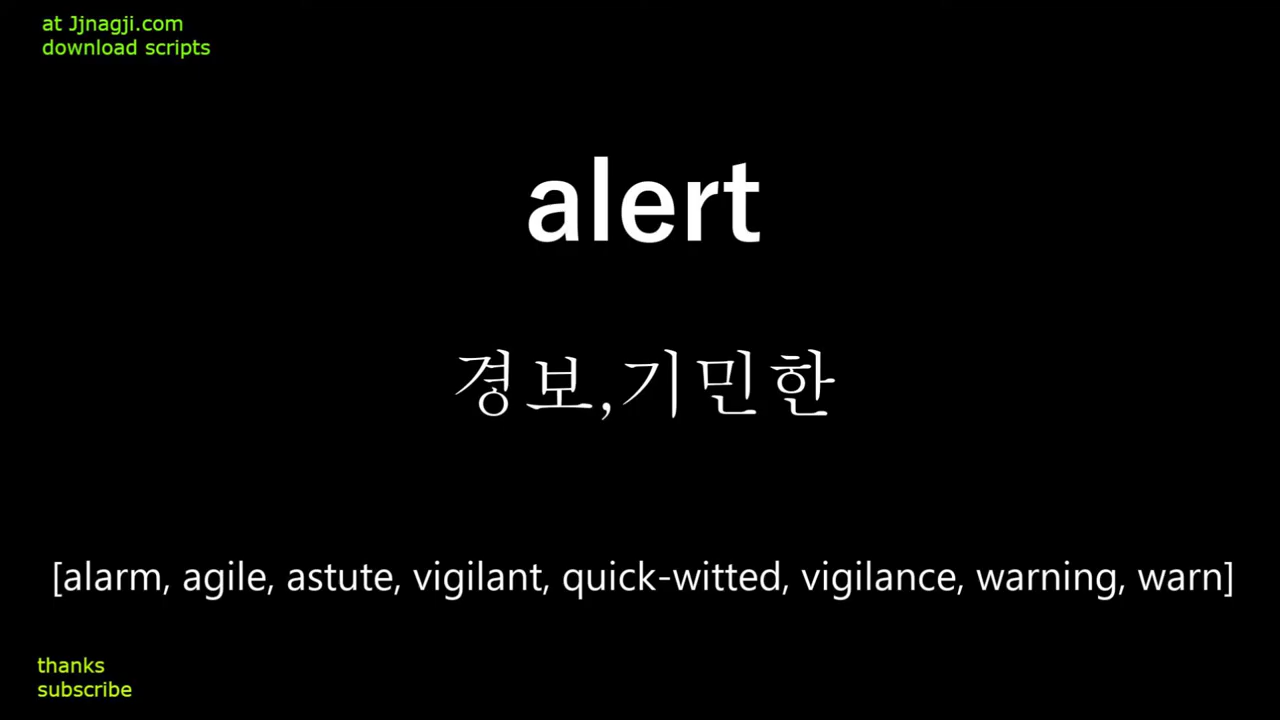 at Jjnagji.com
download scripts
alert
경보,기민한
[alarm, agile, astute, vigilant, quick-witted, vigilance, warning, warn]
thanks
subscribe